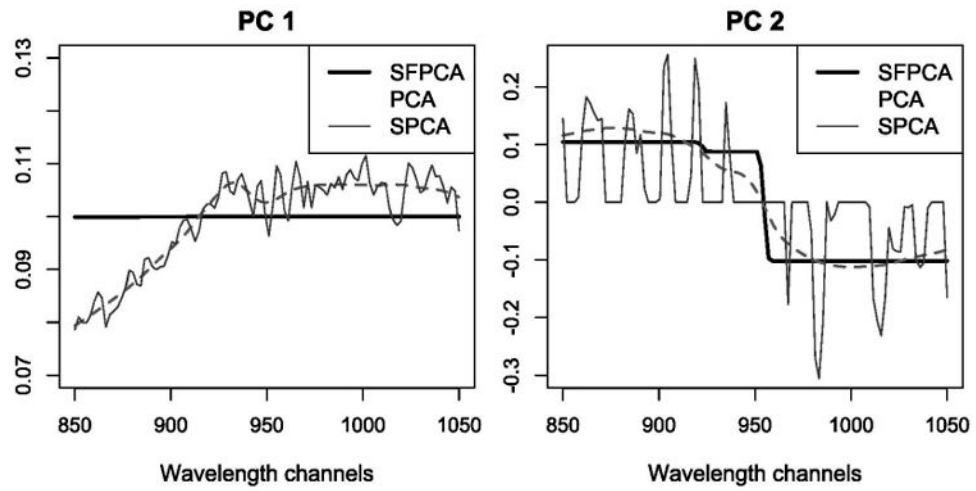 PC 1
SFPCA
PCA
SPCA
0.13
0.11
0.09
0.07
850 900 950 1000 1050
Wavelength channels
PC 2
SFPCA
PCA
SPCA
0.2
0.1
0.0
-0.1
-0.2
-0.3
850 900 950 1000 1050
Wavelength channels